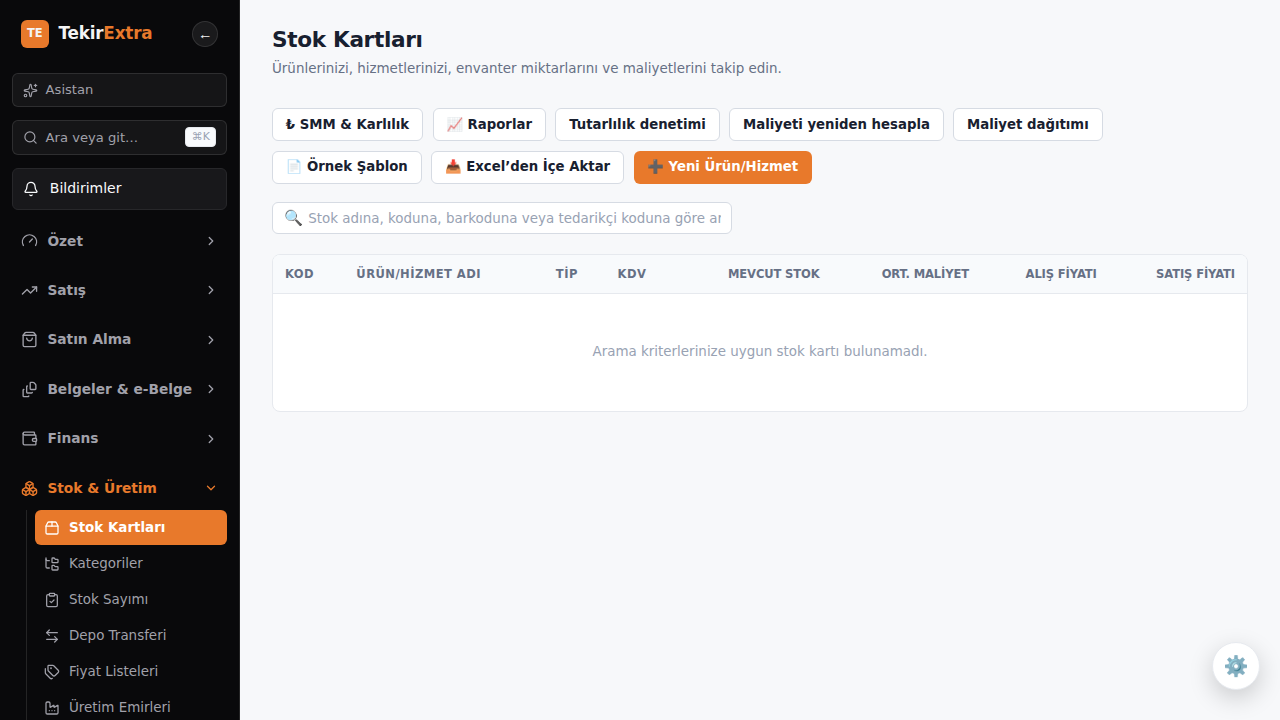 TE TekirExtra ←
Asistan
Ara veya git... ⌘K
Bildirimler
Özet
Satış
Satın Alma
Belgeler & e-Belge
Finans
Stok & Üretim
Stok Kartları
Kategoriler
Stok Sayımı
Depo Transferi
Fiyat Listeleri
Üretim Emirleri
Stok Kartları
Ürünlerinizi, hizmetlerinizi, envanter miktarlarını ve maliyetlerini takip edin.
₺ SMM & Karlılık 📈 Raporlar Tutarlılık denetimi Maliyeti yeniden hesapla Maliyet dağıtımı
📄 Örnek Şablon 📥 Excel’den İçe Aktar ➕ Yeni Ürün/Hizmet
🔍 Stok adına, koduna, barkoduna veya tedarikçi koduna göre ar
KOD ÜRÜN/HİZMET ADI TİP KDV MEVCUT STOK ORT. MALİYET ALIŞ FİYATI SATIŞ FİYATI
Arama kriterlerinize uygun stok kartı bulunamadı.